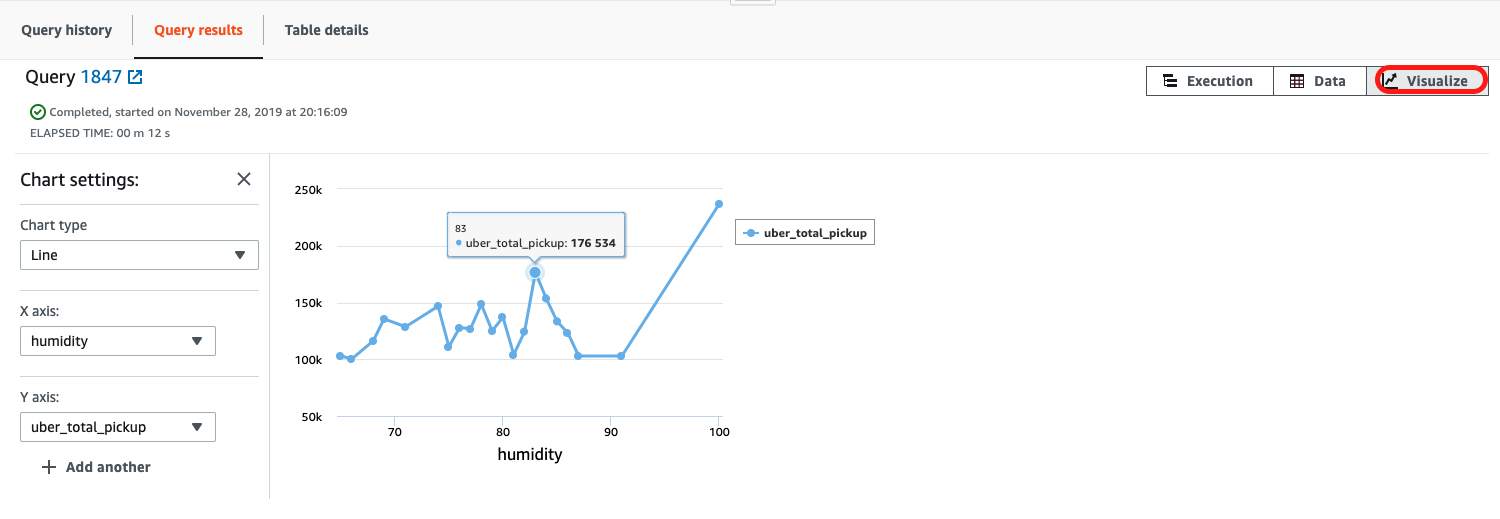 Query history Query results Table details
Query 1847
Execution Data Visualize
Completed, started on November 28, 2019 at 20:16:09
ELAPSED TIME: 00 m 12 s
Chart settings:
Chart type
Line
X axis:
humidity
Y axis:
uber_total_pickup
Add another
250k
200k
150k
100k
50k
83
uber_total_pickup: 176 534
70 80 90 100
humidity
uber_total_pickup